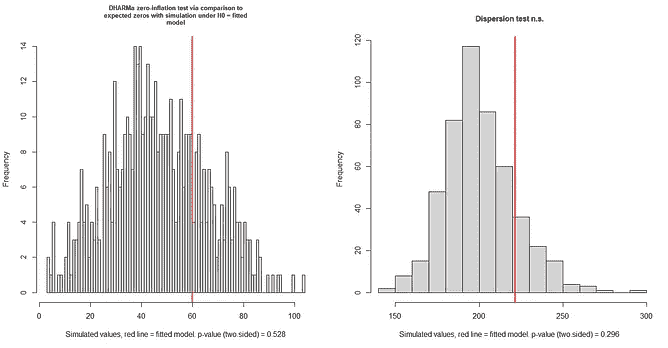 DHARMa zero-inflation test via comparison to
expected zeros with simulation under H0 = fitted
model
Frequency
14
12
10
8
6
4
2
0
0 20 40 60 80 100
Simulated values, red line = fitted model. p-value (two.sided) = 0.528
Dispersion test n.s.
Frequency
120
100
80
60
40
20
0
150 200 250 300
Simulated values, red line = fitted model. p-value (two.sided) = 0.296